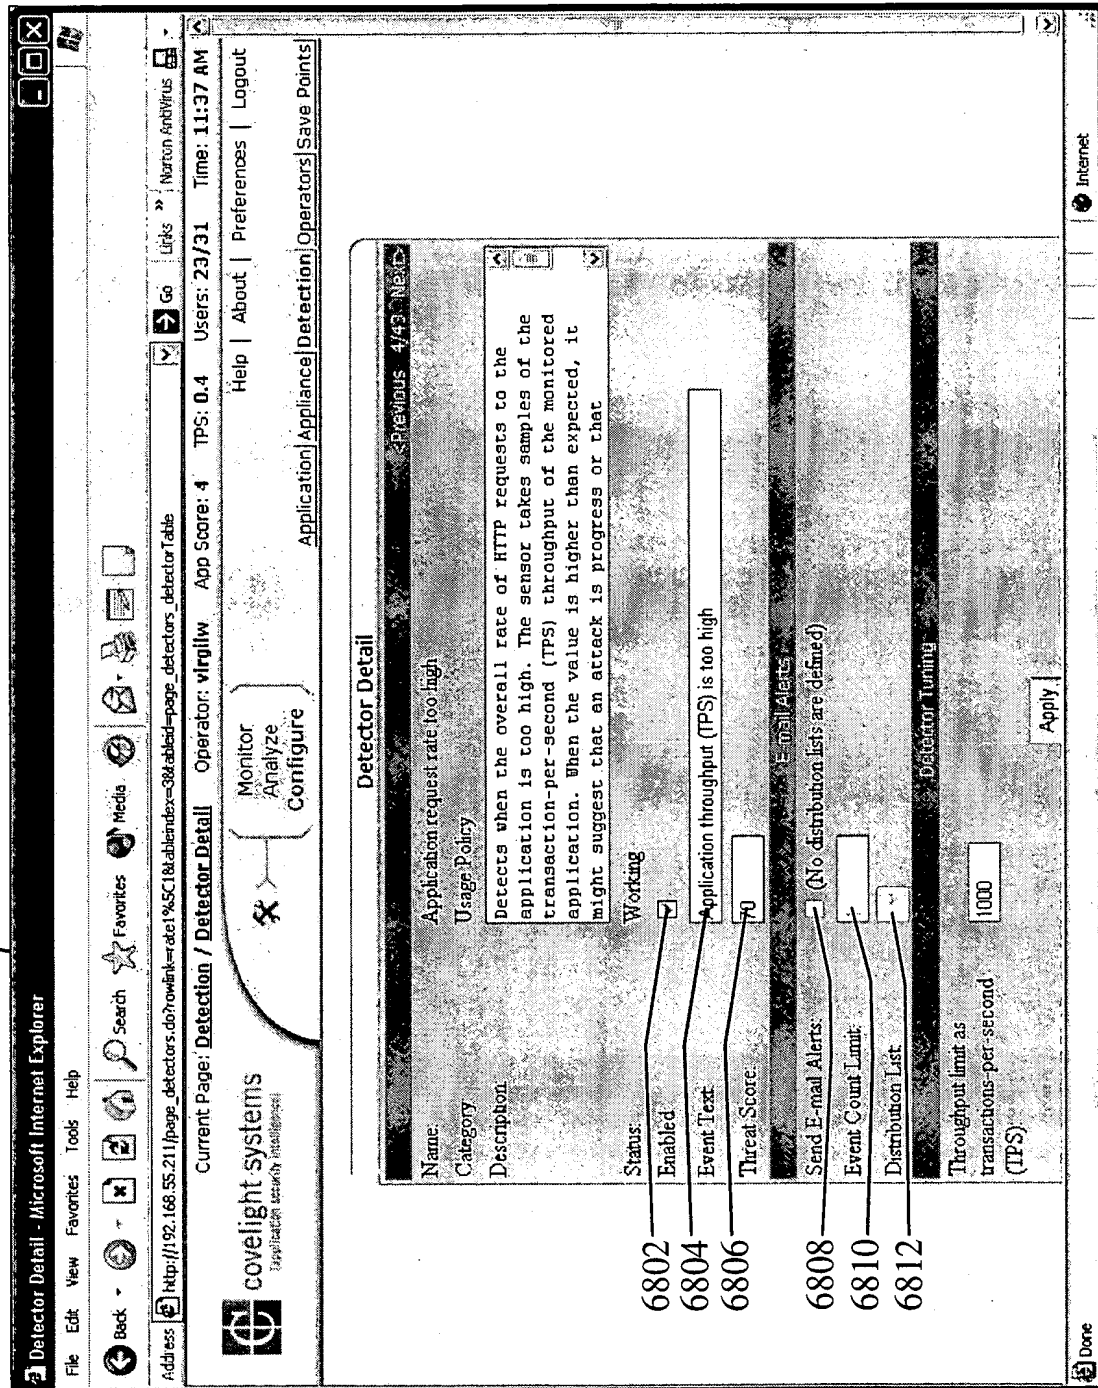 Detector Detail - Microsoft Internet Explorer
File Edit View Favorites Tools Help
Back Search Favorites Media
Address http://192.168.55.211/page_detectors.do?rowlink=rate1%5C1&tableindex=3&tableid=page_detectors_detectorTable Go Links » Norton AntiVirus
Current Page: Detection / Detector Detail Operator: virgilw App Score: 4 TPS: 0.4 Users: 23/31 Time: 11:37 AM
covelight systems
[application security intelligence]
Monitor
Analyze
Configure
Help | About | Preferences | Logout
Application|Appliance|Detection|Operators|Save Points|
Detector Detail
<Previous 4/43 Next>
Name: Application request rate too high
Category Usage Policy
Description Detects when the overall rate of HTTP requests to the
application is too high. The sensor takes samples of the
transaction-per-second (TPS) throughput of the monitored
application. When the value is higher than expected, it
might suggest that an attack is progress or that
Status: Working
6802 Enabled
6804 Event Text: Application throughput (TPS) is too high
6806 Threat Score: 70
E-mail Alerts
6808 Send E-mail Alerts: (No distribution lists are defined)
6810 Event Count Limit:
6812 Distribution List:
Detector Tuning
Throughput limit as
transactions-per-second
(TPS) 1000
Apply
Done Internet